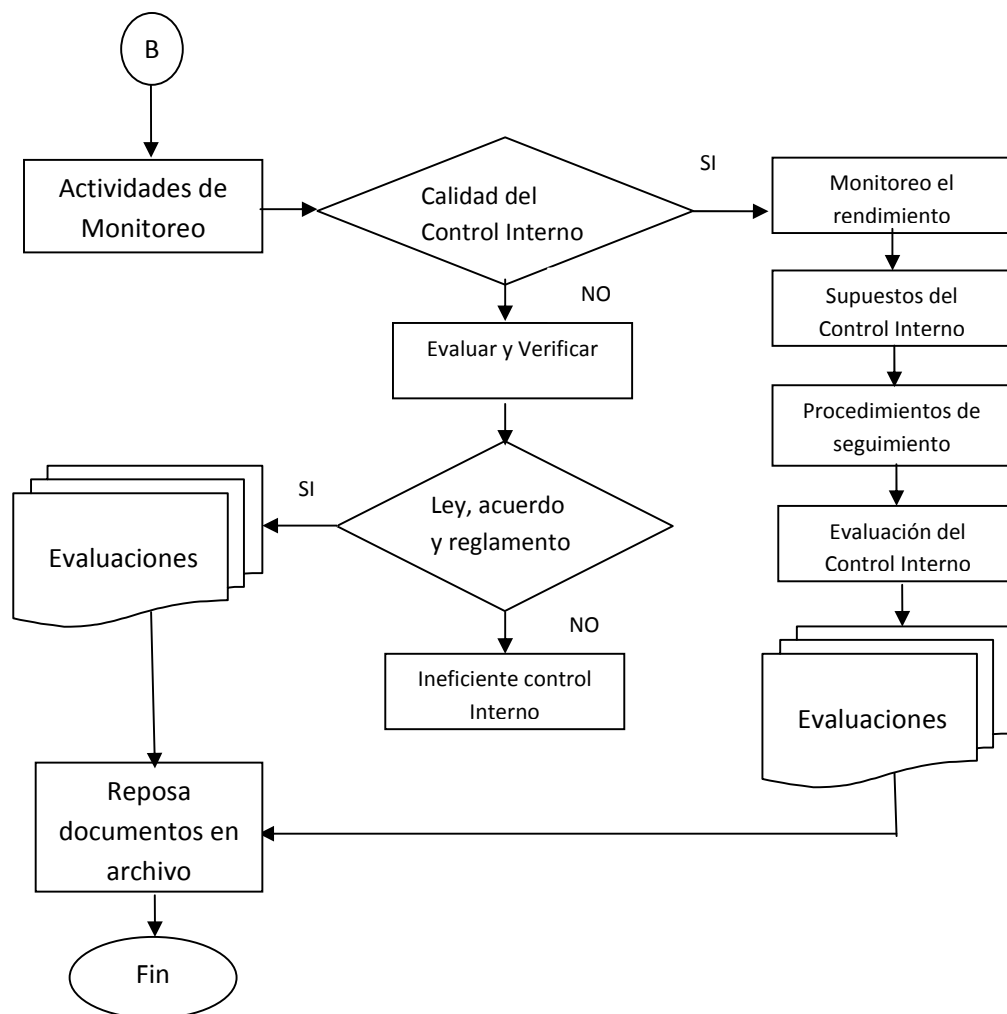 B
Actividades de
Monitoreo
Calidad del
Control Interno
SI
Monitoreo el
rendimiento
NO
Supuestos del
Control Interno
Evaluar y Verificar
Procedimientos de
seguimiento
SI
Ley, acuerdo
y reglamento
Evaluaciones
Evaluación del
Control Interno
NO
Ineficiente control
Interno
Evaluaciones
Reposa
documentos en
archivo
Fin